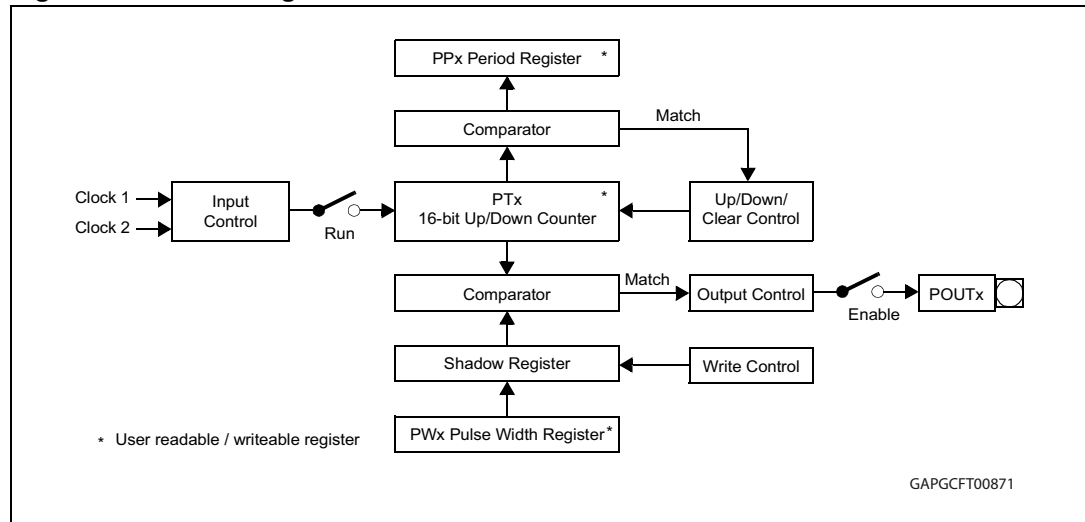 PPx Period Register *
Comparator
Match
Clock 1
Clock 2
Input
Control
Run
PTx *
16-bit Up/Down Counter
Up/Down/
Clear Control
Comparator
Match
Output Control
Enable
POUTx
Shadow Register
Write Control
PWx Pulse Width Register *
* User readable / writeable register
GAPGCFT00871